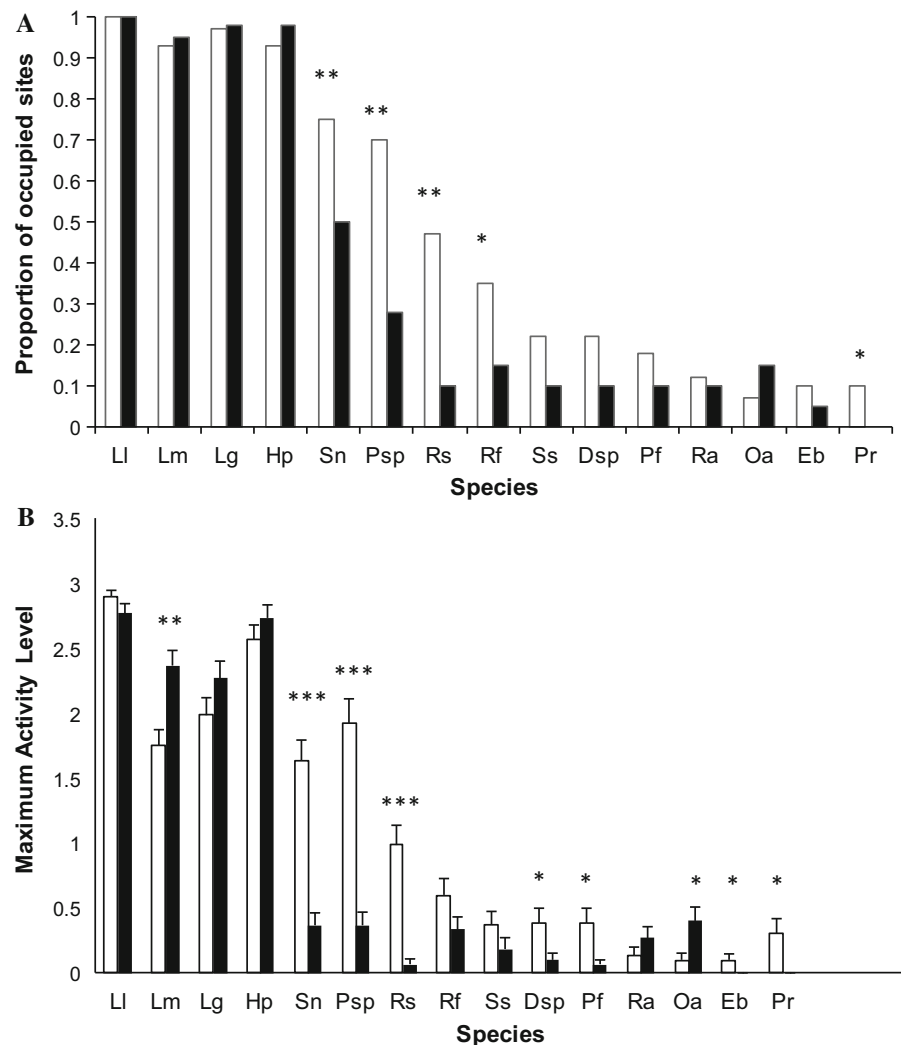 A
Proportion of occupied sites
1
0.9
0.8
0.7
0.6
0.5
0.4
0.3
0.2
0.1
0
** ** ** * *
Ll Lm Lg Hp Sn Psp Rs Rf Ss Dsp Pf Ra Oa Eb Pr
Species
B
Maximum Activity Level
3.5
3
2.5
2
1.5
1
0.5
0
** *** *** *** * * * * *
Ll Lm Lg Hp Sn Psp Rs Rf Ss Dsp Pf Ra Oa Eb Pr
Species